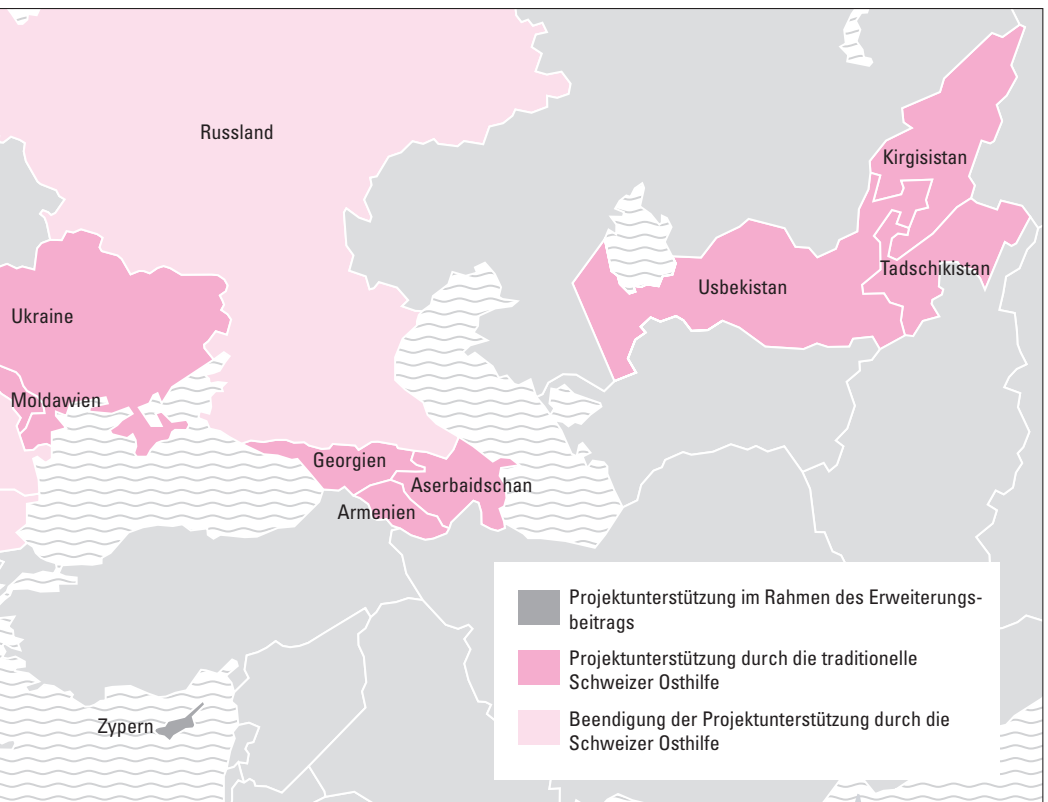 Russland
Kirgisistan
Tadschikistan
Usbekistan
Ukraine
Moldawien
Georgien
Aserbaidschan
Armenien
Projektunterstützung im Rahmen des Erweiterungs-
beitrags
Projektunterstützung durch die traditionelle
Schweizer Osthilfe
Beendigung der Projektunterstützung durch die
Schweizer Osthilfe
Zypern